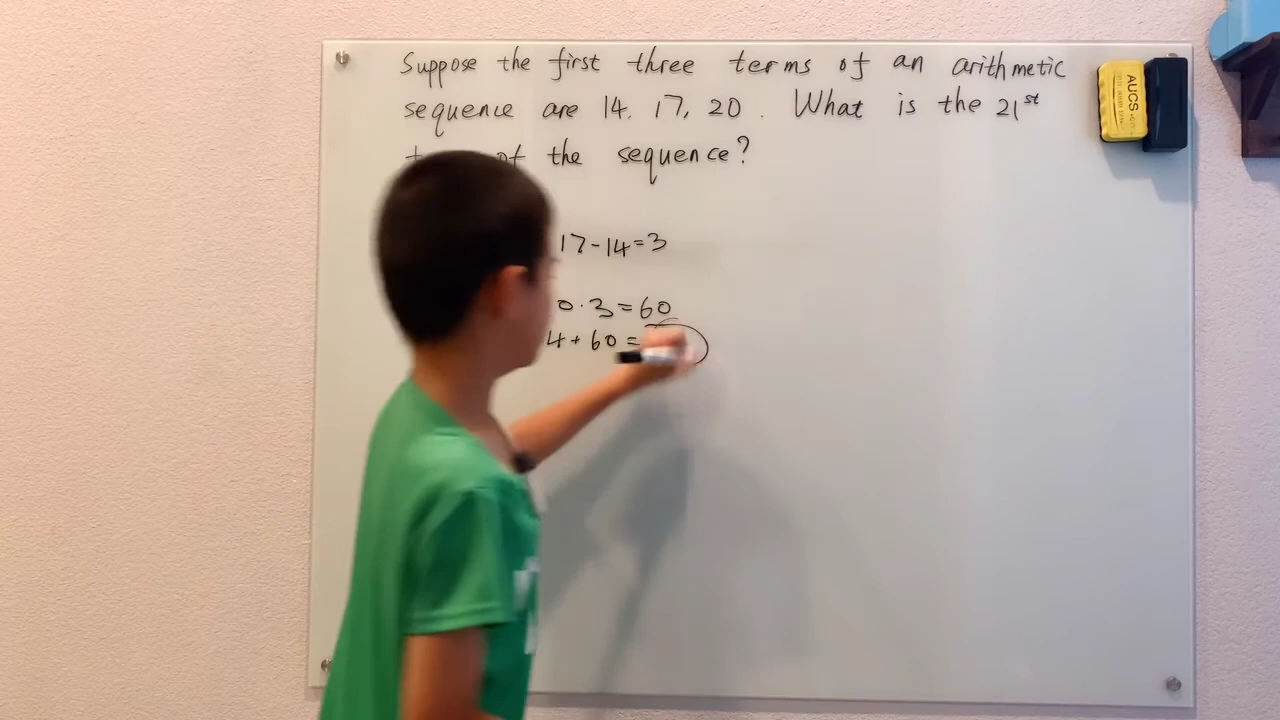 Suppose the first three terms of an arithmetic
sequence are 14, 17, 20. What is the 21st
of the sequence?
AUCS
17-14=3
0·3=60
4+60=